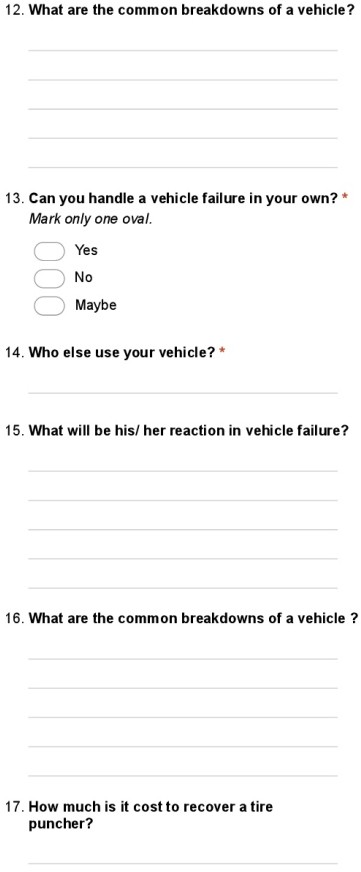 12. What are the common breakdowns of a vehicle?
13. Can you handle a vehicle failure in your own? *
Mark only one oval.
Yes
No
Maybe
14. Who else use your vehicle? *
15. What will be his/ her reaction in vehicle failure?
16. What are the common breakdowns of a vehicle ?
17. How much is it cost to recover a tire
puncher?